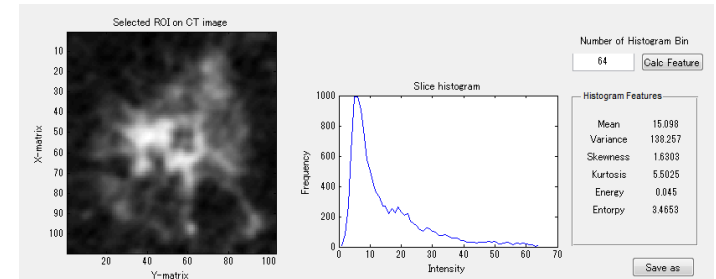 Selected ROI on CT image
10
20
30
40
50
60
70
80
90
100
X-matrix
20
40
60
80
100
Y-matrix
Slice histogram
1000
800
600
400
200
0
Frequency
0
10
20
30
40
50
60
70
Intensity
Number of Histogram Bin
64
Calc Feature
Histogram Features
Mean 15.098
Variance 138.257
Skewness 1.6303
Kurtosis 5.5025
Energy 0.045
Entorpy 3.4653
Save as